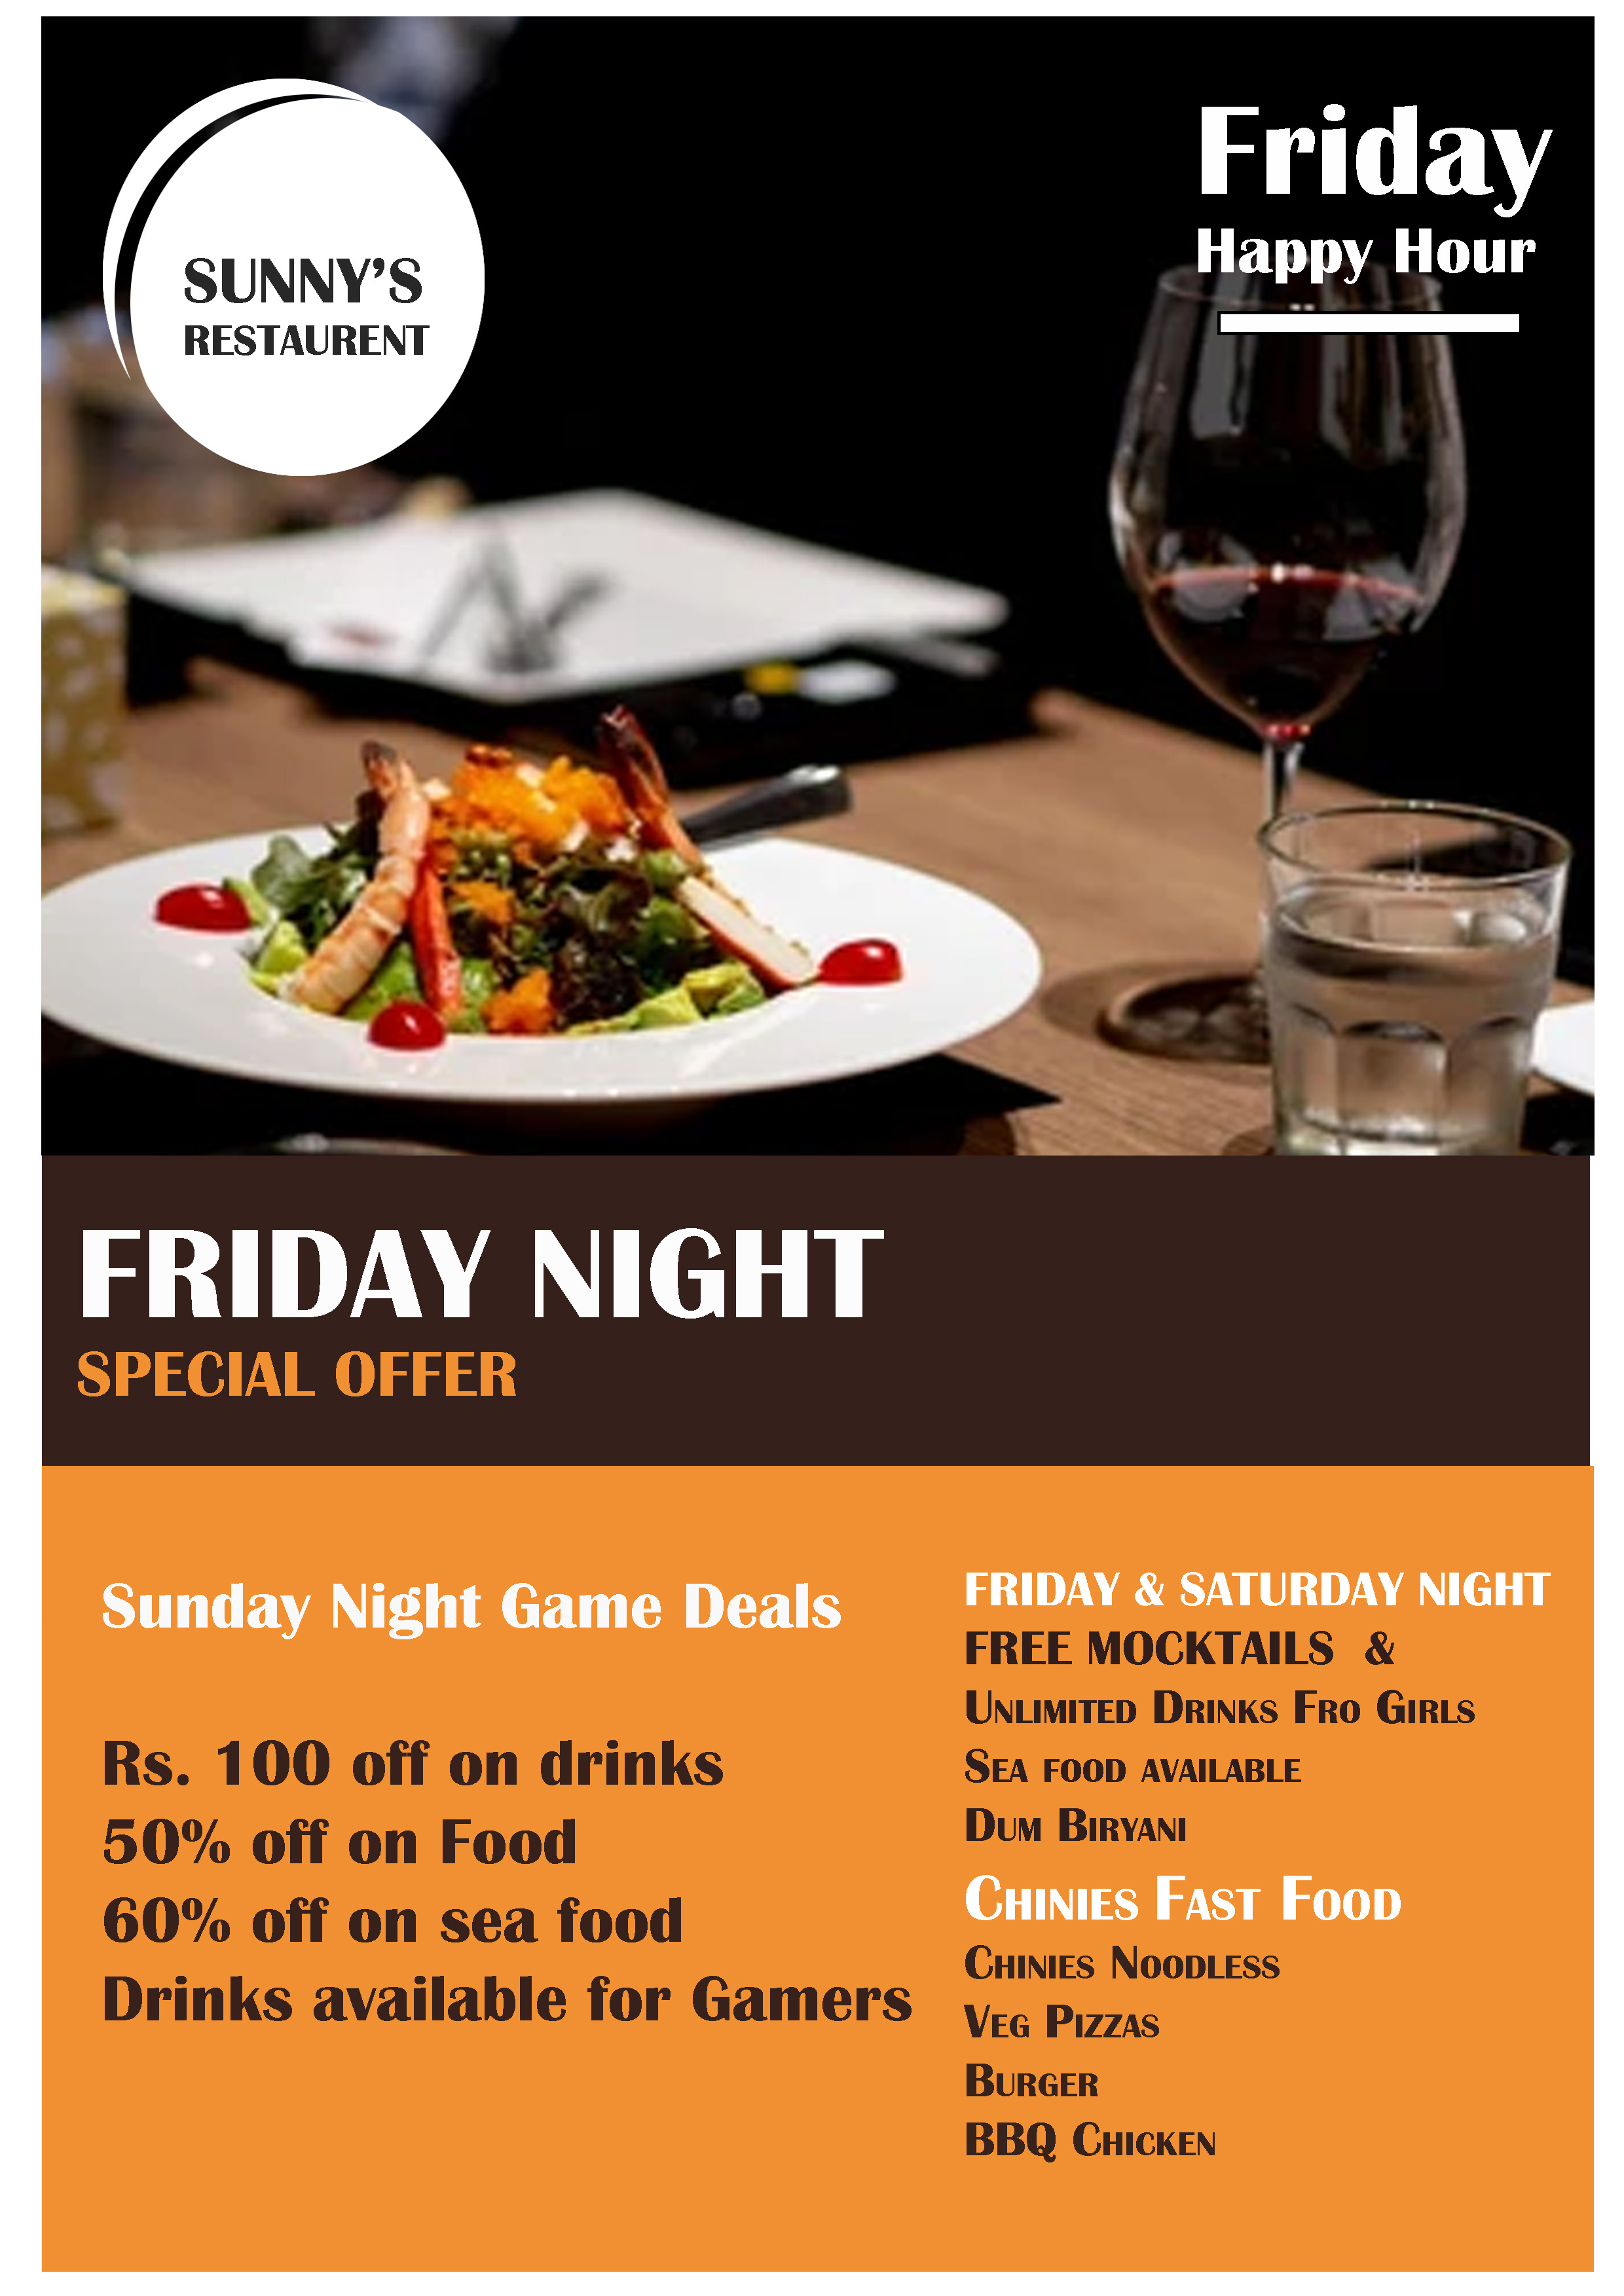 SUNNY'S
RESTAURENT
Friday
Happy Hour
FRIDAY NIGHT
SPECIAL OFFER
Sunday Night Game Deals
Rs. 100 off on drinks
50% off on Food
60% off on sea food
Drinks available for Gamers
FRIDAY & SATURDAY NIGHT
FREE MOCKTAILS &
Unlimited Drinks Fro Girls
Sea food available
Dum Biryani
Chinies Fast Food
Chinies Noodless
Veg Pizzas
Burger
BBQ Chicken